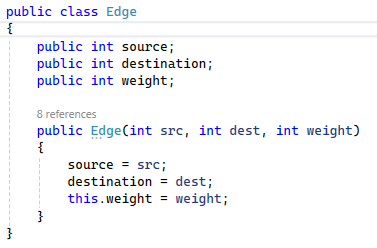 public class Edge
{
    public int source;
    public int destination;
    public int weight;
    8 references
    public Edge(int src, int dest, int weight)
    {
        source = src;
        destination = dest;
        this.weight = weight;
    }
}